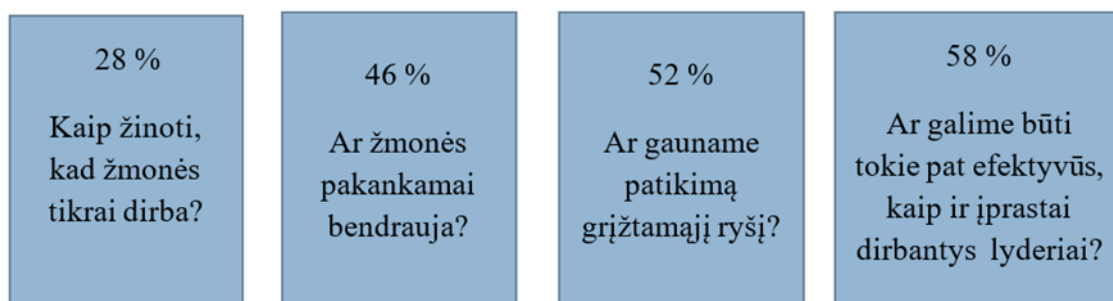 28 %
Kaip žinoti,
kad žmonės
tikrai dirba?
46 %
Ar žmonės
pakankamai
bendrauja?
52 %
Ar gauname
patikimą
grįžtamąjį ryšį?
58 %
Ar galime būti
tokie pat efektyvūs,
kaip ir įprastai
dirbantys lyderiai?